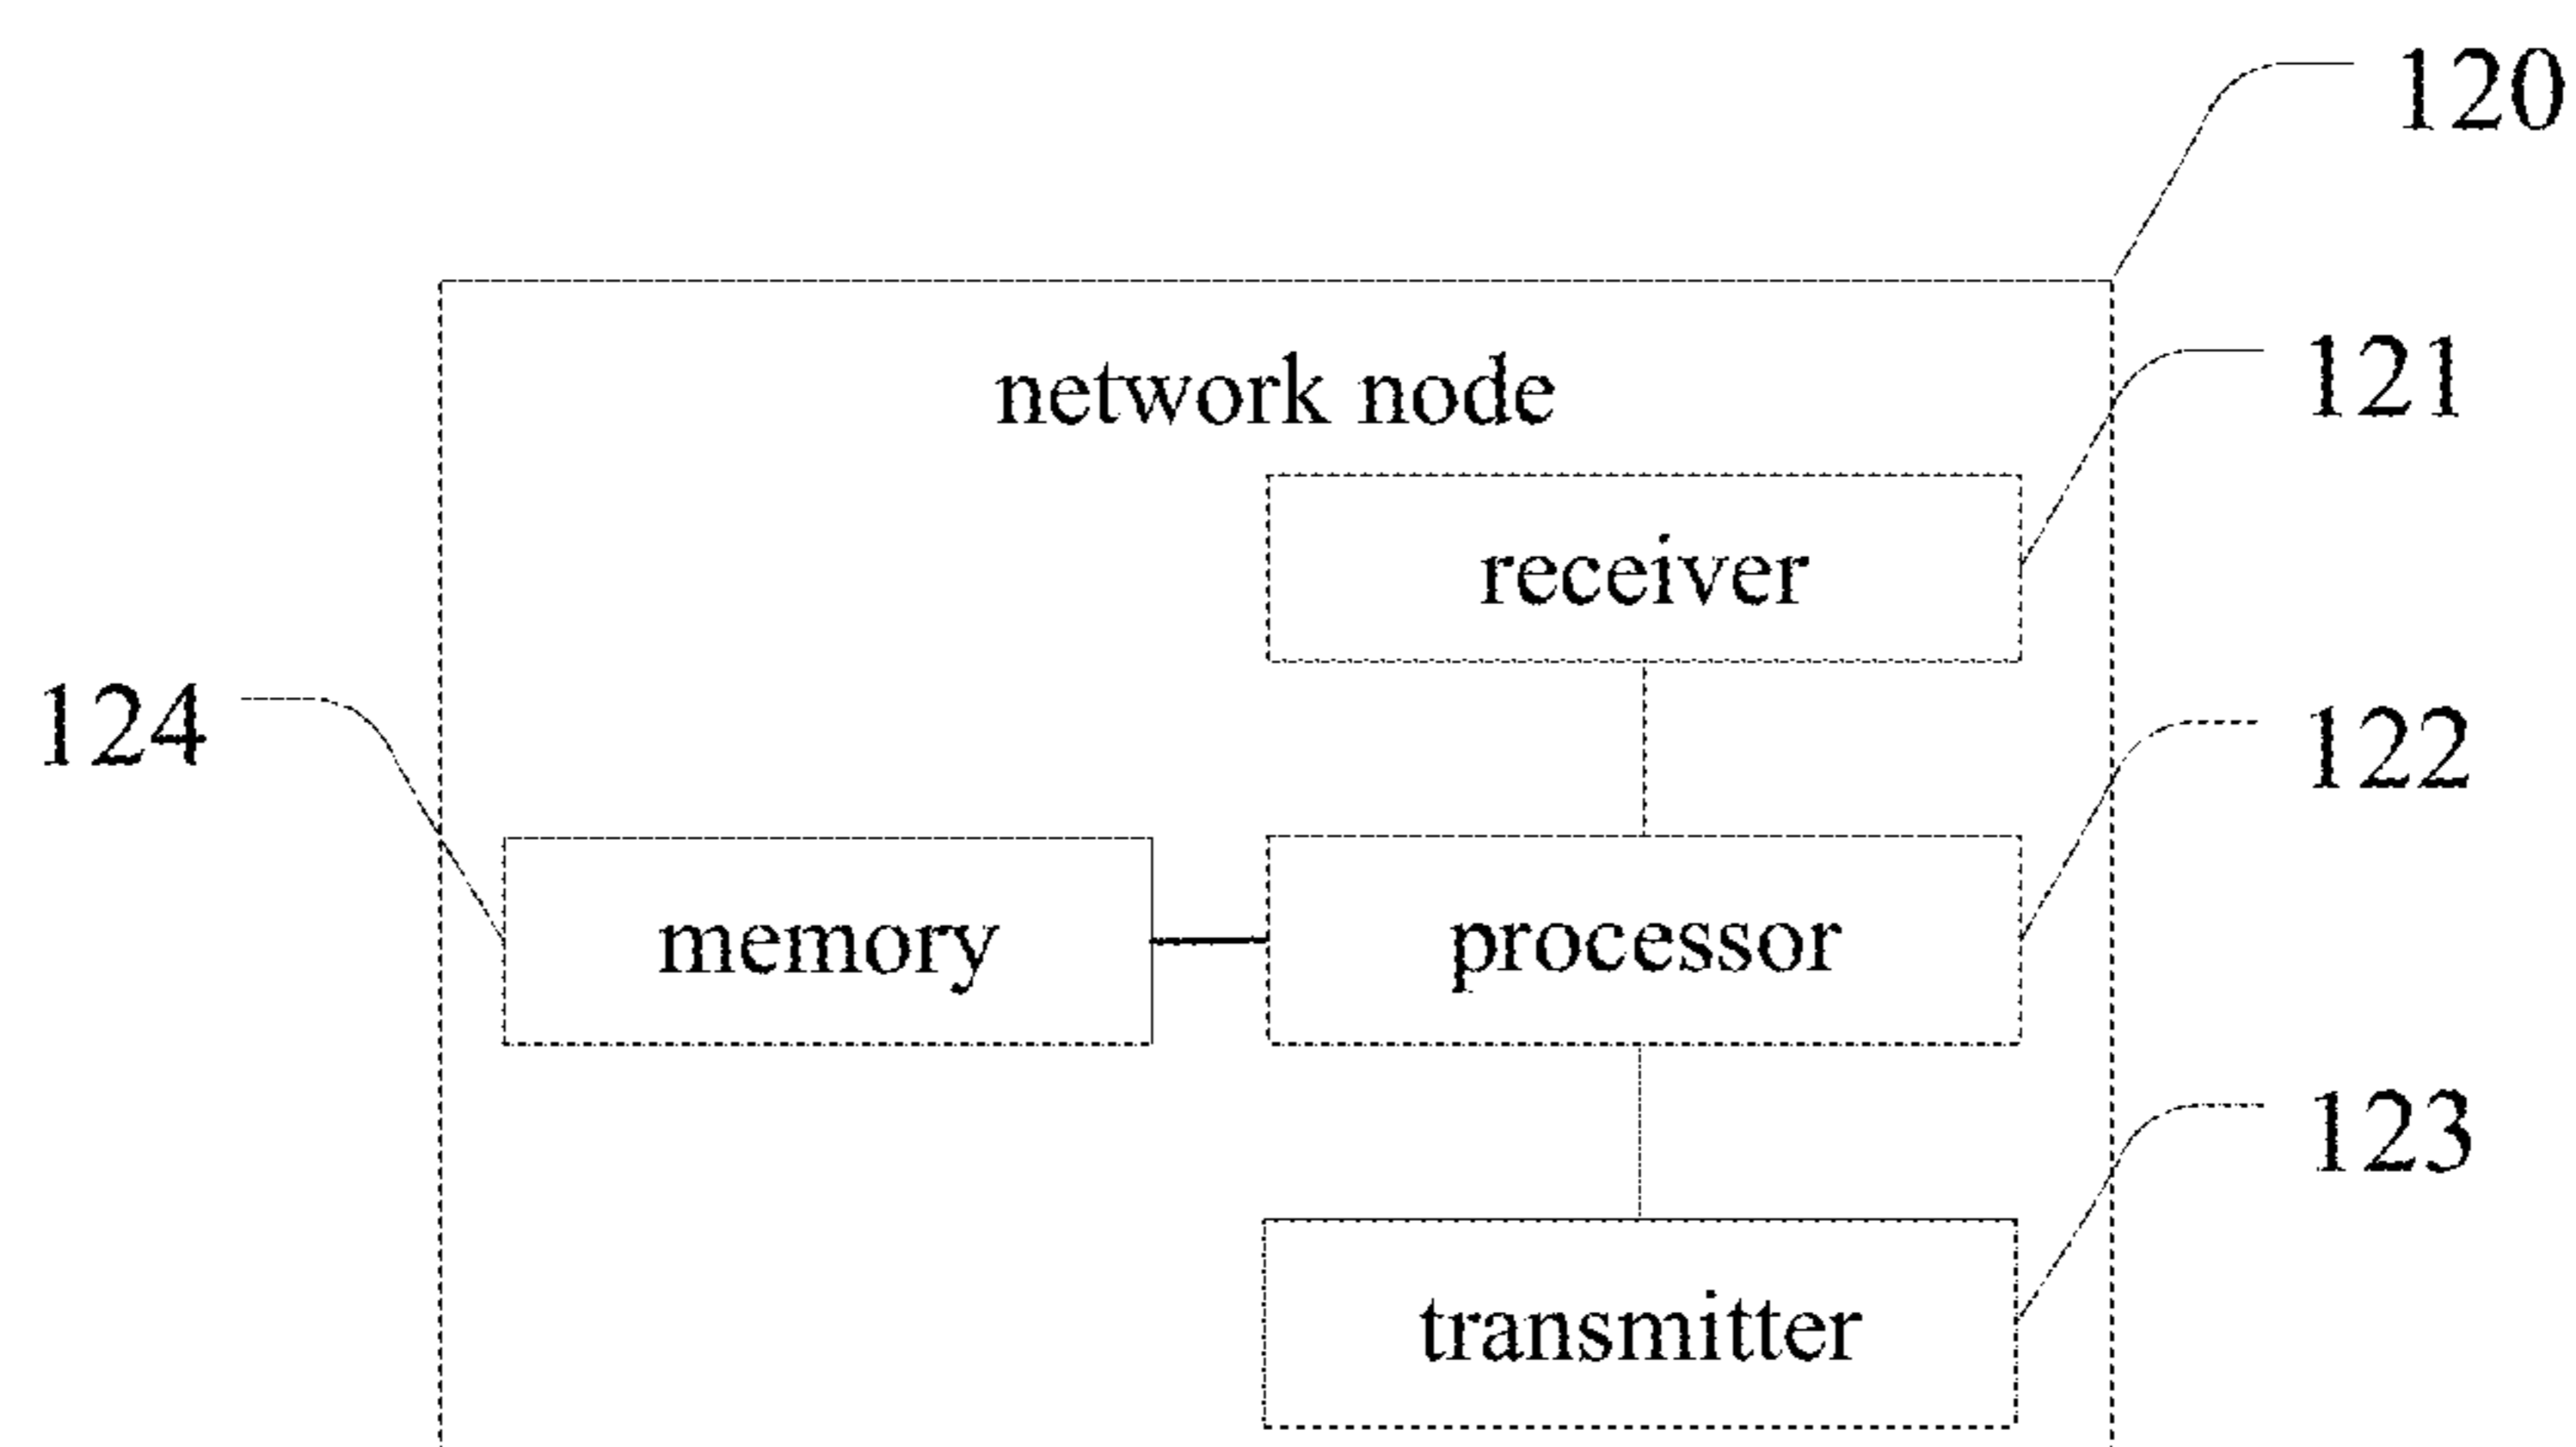 120
network node
121
receiver
124
122
memory
processor
123
transmitter